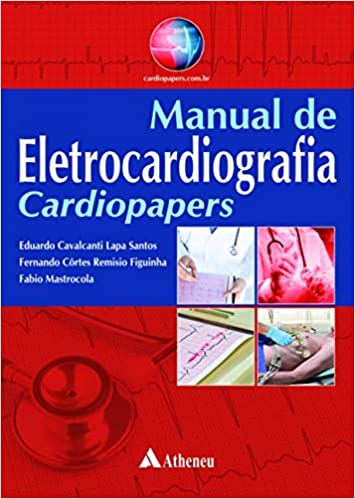 cardiopapers.com.br
Manual de
Eletrocardiografia
Cardiopapers
Eduardo Cavalcanti Lapa Santos
Fernando Côrtes Remisio Figuinha
Fabio Mastrocola
Atheneu